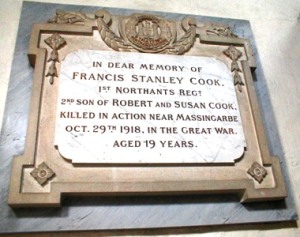 IN DEAR MEMORY OF
FRANCIS STANLEY COOK,
1ST NORTHANTS REGT
2ND SON OF ROBERT AND SUSAN COOK,
KILLED IN ACTION NEAR MASSINGARBE
OCT. 29TH 1918, IN THE GREAT WAR.
AGED 19 YEARS.